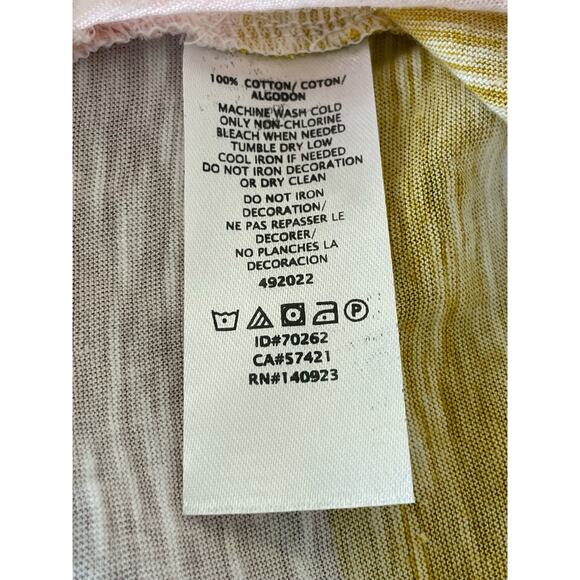 100% COTTON/ COTON/
ALGODON
MACHINE WASH COLD
ONLY NON-CHLORINE
BLEACH WHEN NEEDED
TUMBLE DRY LOW
COOL IRON IF NEEDED
DO NOT IRON DECORATION
OR DRY CLEAN
DO NOT IRON
DECORATION/
NE PAS REPASSER LE
DECORER/
NO PLANCHES LA
DECORACION
492022
P
ID#70262
CA#57421
RN#140923